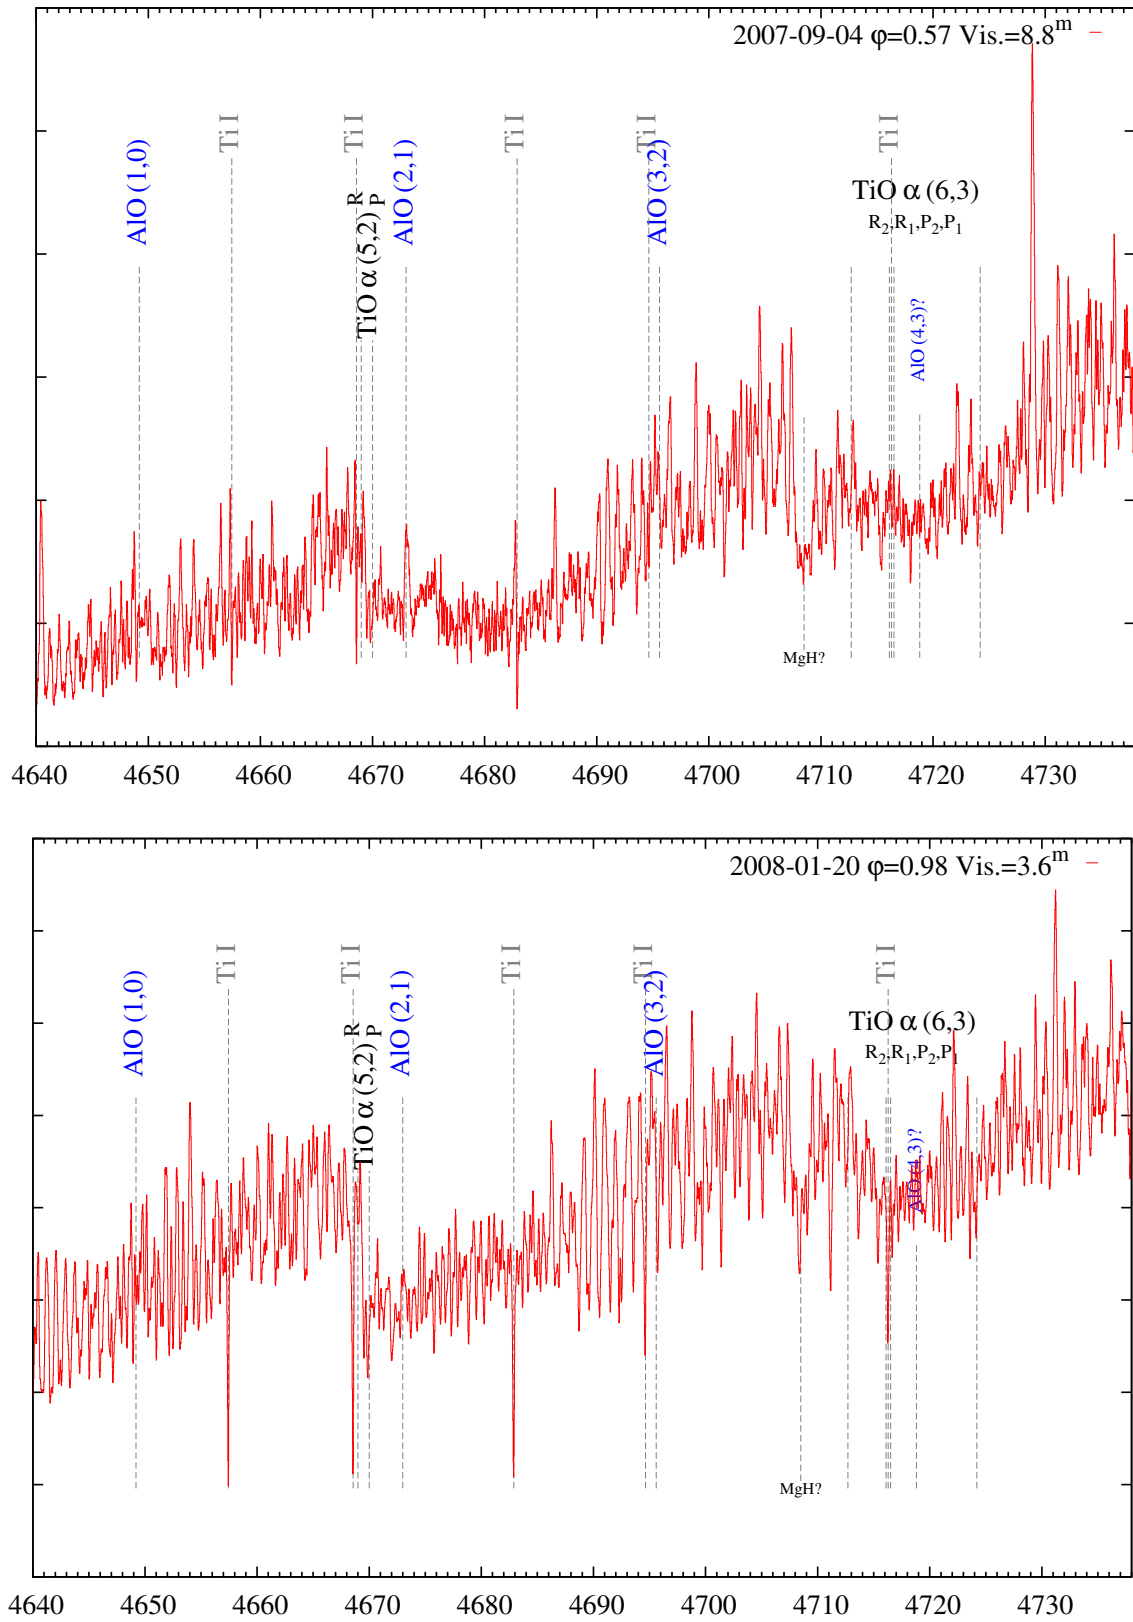 2007-09-04 φ=0.57 Vis.=8.8m
Ti I
Ti I
Ti I
Ti I
Ti I
AlO (1,0)
TiO α (5,2) R P
AlO (2,1)
AlO (3,2)
TiO α (6,3)
R2,R1,P2,P1
AlO (4,3)?
MgH?
4640 4650 4660 4670 4680 4690 4700 4710 4720 4730
2008-01-20 φ=0.98 Vis.=3.6m
Ti I
Ti I
Ti I
Ti I
Ti I
AlO (1,0)
TiO α (5,2) R P
AlO (2,1)
AlO (3,2)
TiO α (6,3)
R2,R1,P2,P1
AlO (4,3)?
MgH?
4640 4650 4660 4670 4680 4690 4700 4710 4720 4730